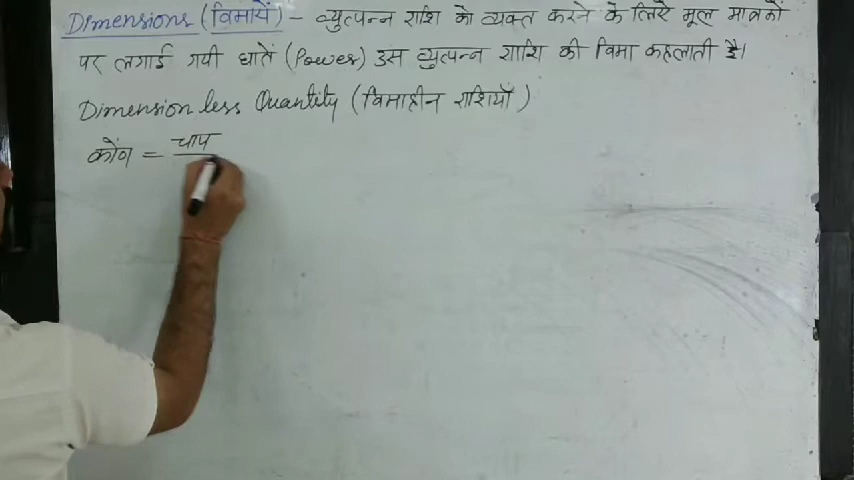 Dimensions (विमायें) - व्युत्पन्न राशि को व्यक्त करने के लिये मूल मात्रकों
पर लगाई गयी घातें (Power) उस व्युत्पन्न राशि की विमा कहलाती है।
Dimension less Quantity (विमाहीन राशियाँ)
कोंण = चाप